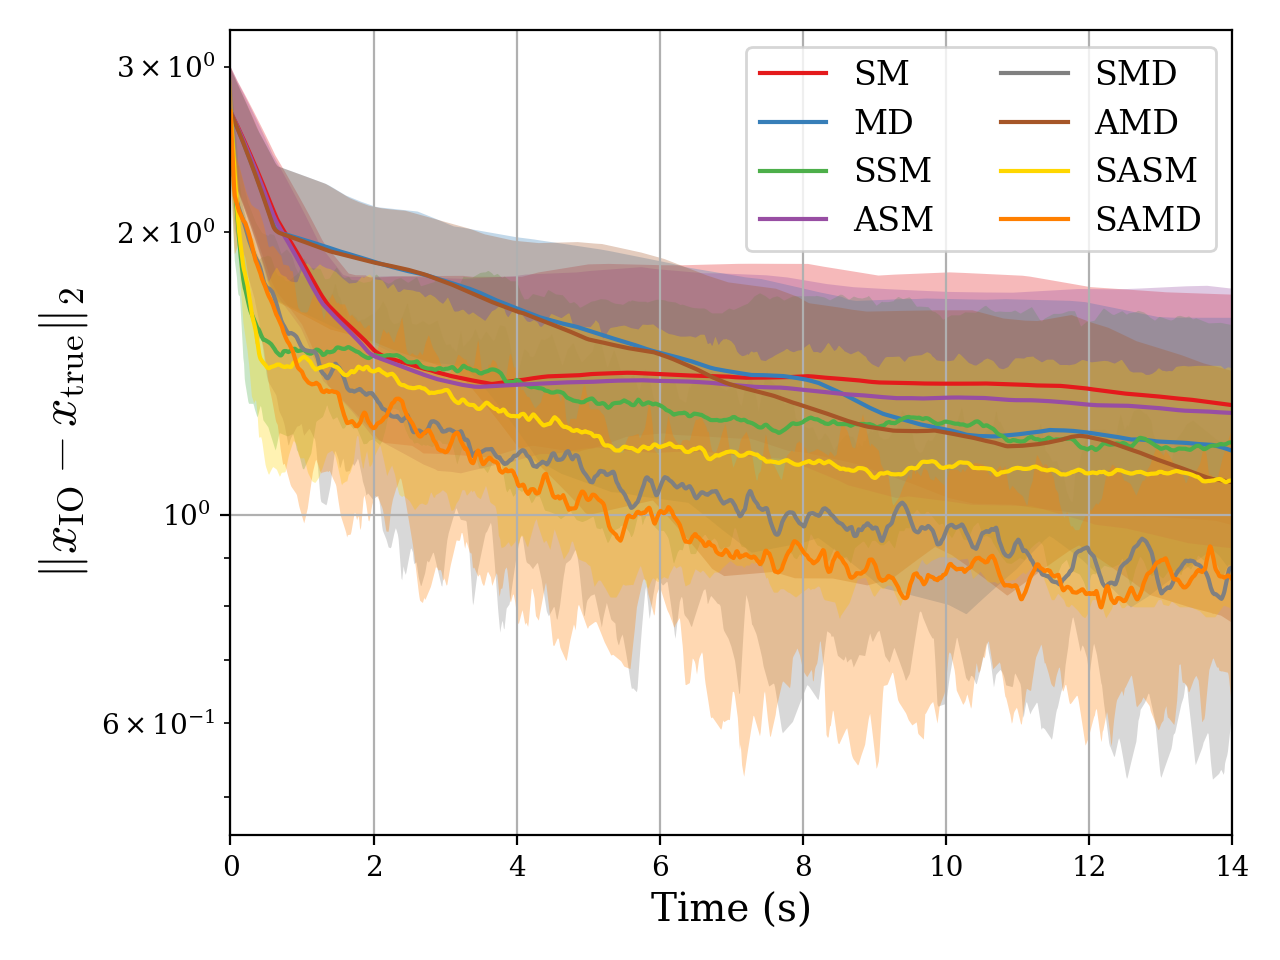 3 × 10⁰
2 × 10⁰
10⁰
6 × 10⁻¹
||x_IO − x_true||₂
SM
MD
SSM
ASM
SMD
AMD
SASM
SAMD
0 2 4 6 8 10 12 14
Time (s)